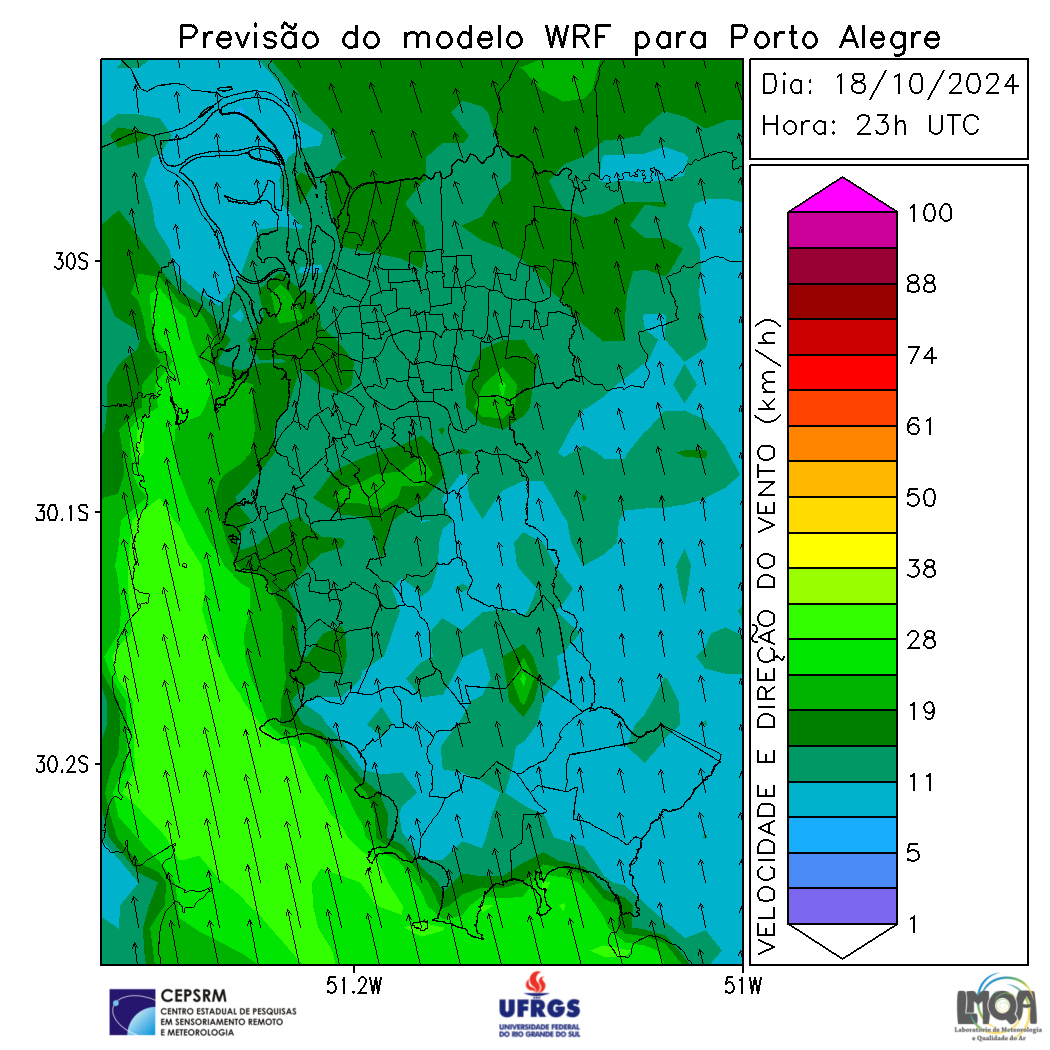 Previsão do modelo WRF para Porto Alegre
Dia: 18/10/2024
Hora: 23h UTC
30S
30.1S
30.2S
51.2W
51W
VELOCIDADE E DIREÇÃO DO VENTO (km/h)
100
88
74
61
50
38
28
19
11
5
1
CEPSRM
CENTRO ESTADUAL DE PESQUISAS
EM SENSORIAMENTO REMOTO
E METEOROLOGIA
UFRGS
UNIVERSIDADE FEDERAL
DO RIO GRANDE DO SUL
LMQA
Laboratório de Meteorologia
e Qualidade do Ar